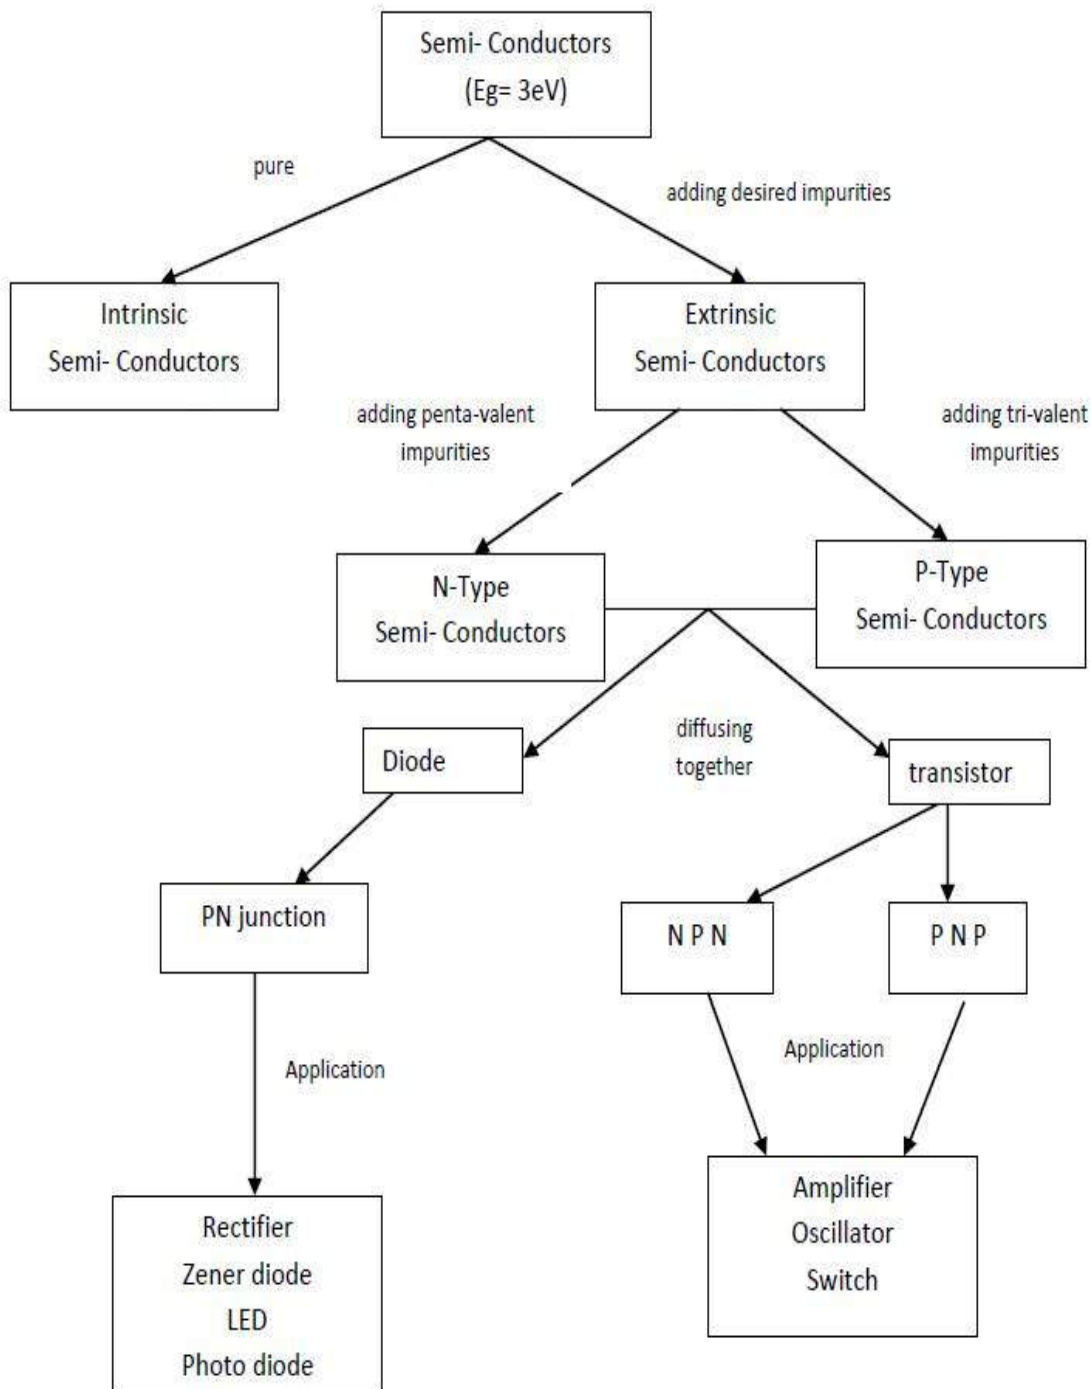 Semi- Conductors
(Eg= 3eV)
pure
adding desired impurities
Intrinsic
Semi- Conductors
Extrinsic
Semi- Conductors
adding penta-valent
impurities
adding tri-valent
impurities
N-Type
Semi- Conductors
P-Type
Semi- Conductors
Diode
diffusing
together
transistor
PN junction
N P N
P N P
Application
Application
Rectifier
Zener diode
LED
Photo diode
Amplifier
Oscillator
Switch